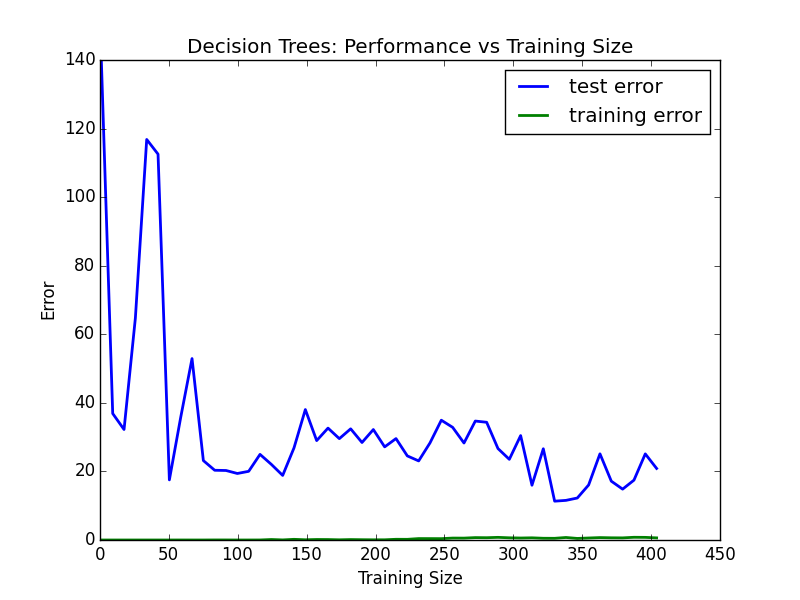 Decision Trees: Performance vs Training Size
140
120
100
80
60
40
20
0
Error
test error
training error
0 50 100 150 200 250 300 350 400 450
Training Size